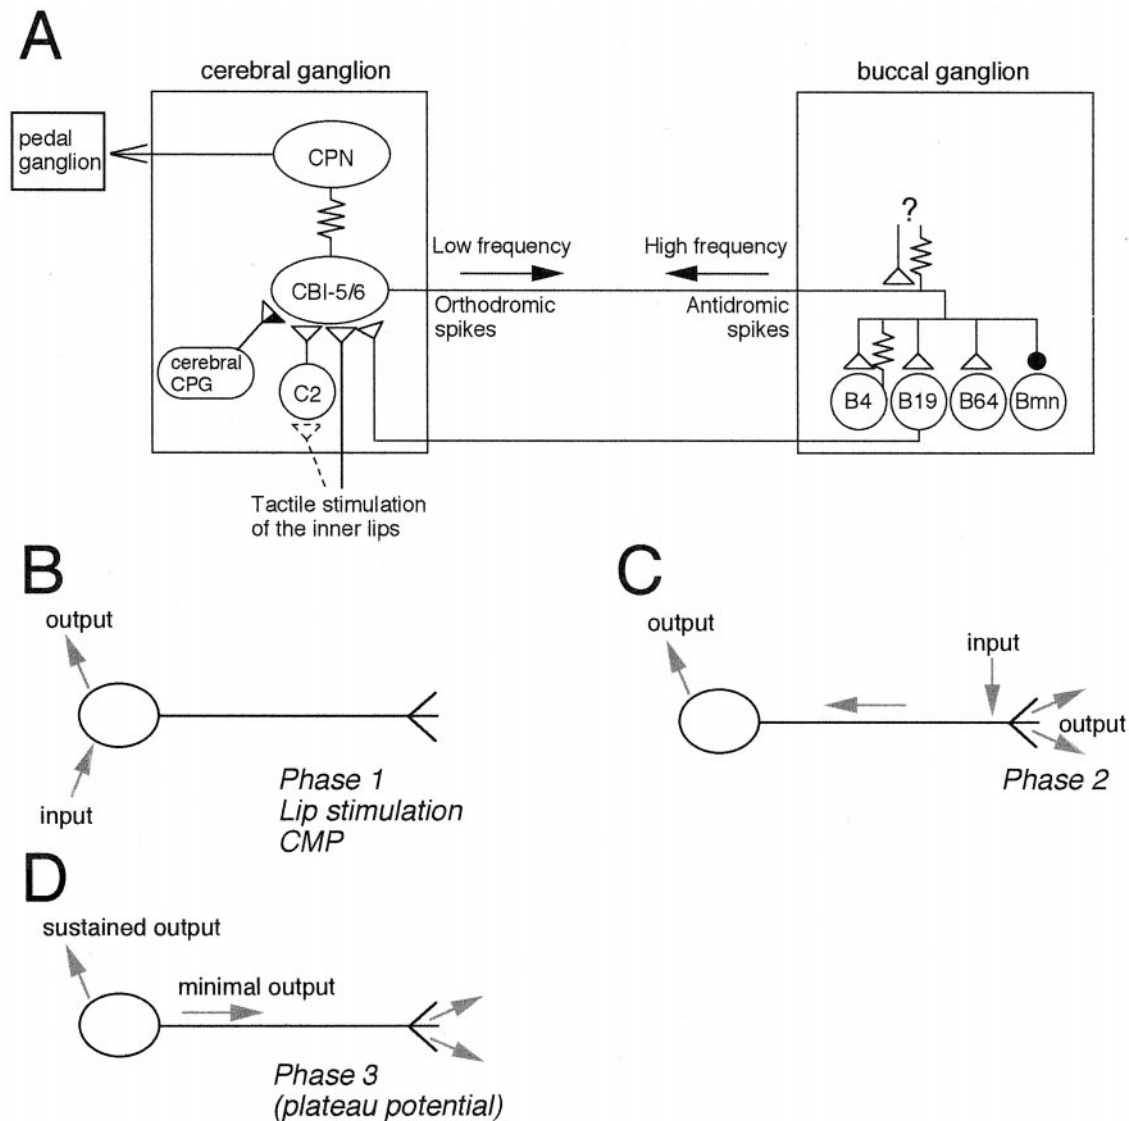 A
cerebral ganglion
buccal ganglion
pedal
ganglion
CPN
?
Low frequency
High frequency
CBI-5/6
Orthodromic
spikes
Antidromic
spikes
cerebral
CPG
C2
B4
B19
B64
Bmn
Tactile stimulation
of the inner lips
B
output
input
Phase 1
Lip stimulation
CMP
C
output
input
output
Phase 2
D
sustained output
minimal output
Phase 3
(plateau potential)